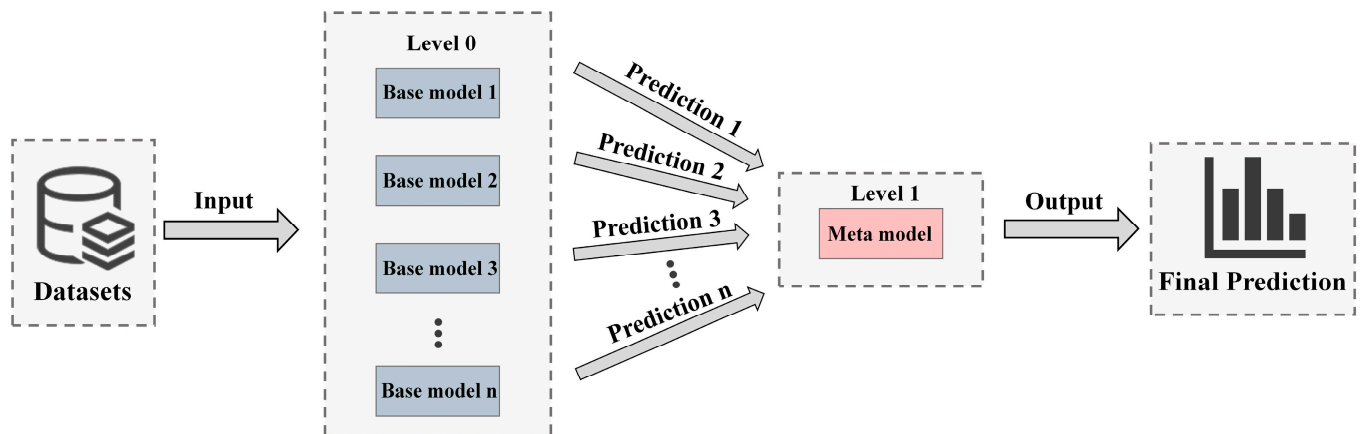 Datasets
Input
Level 0
Base model 1
Base model 2
Base model 3
Base model n
Prediction 1
Prediction 2
Prediction 3
Prediction n
Level 1
Meta model
Output
Final Prediction